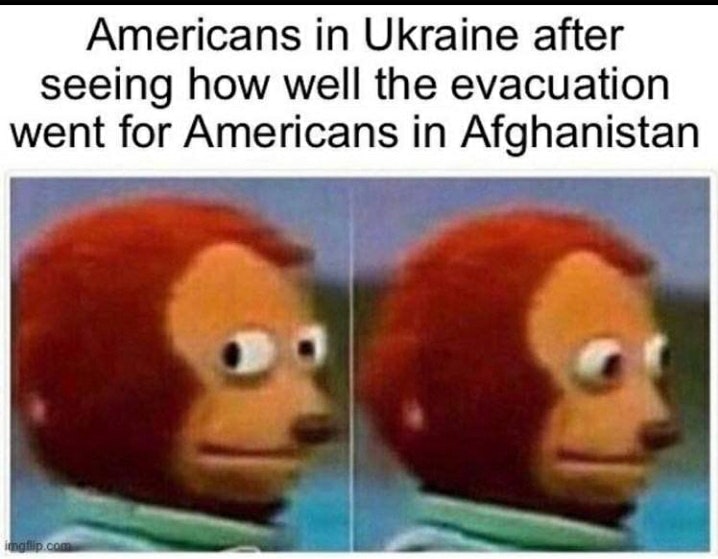 Americans in Ukraine after
seeing how well the evacuation
went for Americans in Afghanistan
imgflip.com